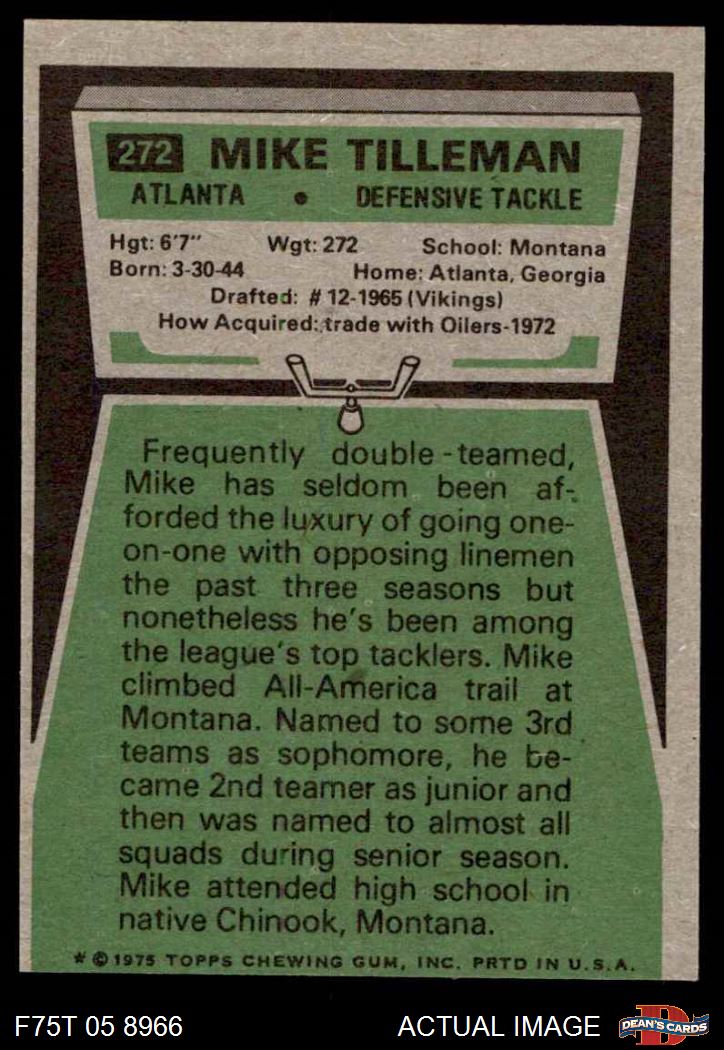 272 MIKE TILLEMAN
ATLANTA • DEFENSIVE TACKLE
Hgt: 6'7" Wgt: 272 School: Montana
Born: 3-30-44 Home: Atlanta, Georgia
Drafted: # 12-1965 (Vikings)
How Acquired: trade with Oilers-1972
Frequently double-teamed,
Mike has seldom been af-
forded the luxury of going one-
on-one with opposing linemen
the past three seasons but
nonetheless he's been among
the league's top tacklers. Mike
climbed All-America trail at
Montana. Named to some 3rd
teams as sophomore, he be-
came 2nd teamer as junior and
then was named to almost all
squads during senior season.
Mike attended high school in
native Chinook, Montana.
* © 1975 TOPPS CHEWING GUM, INC. PRTD IN U.S.A.
F75T 05 8966 ACTUAL IMAGE D DEAN'S CARDS